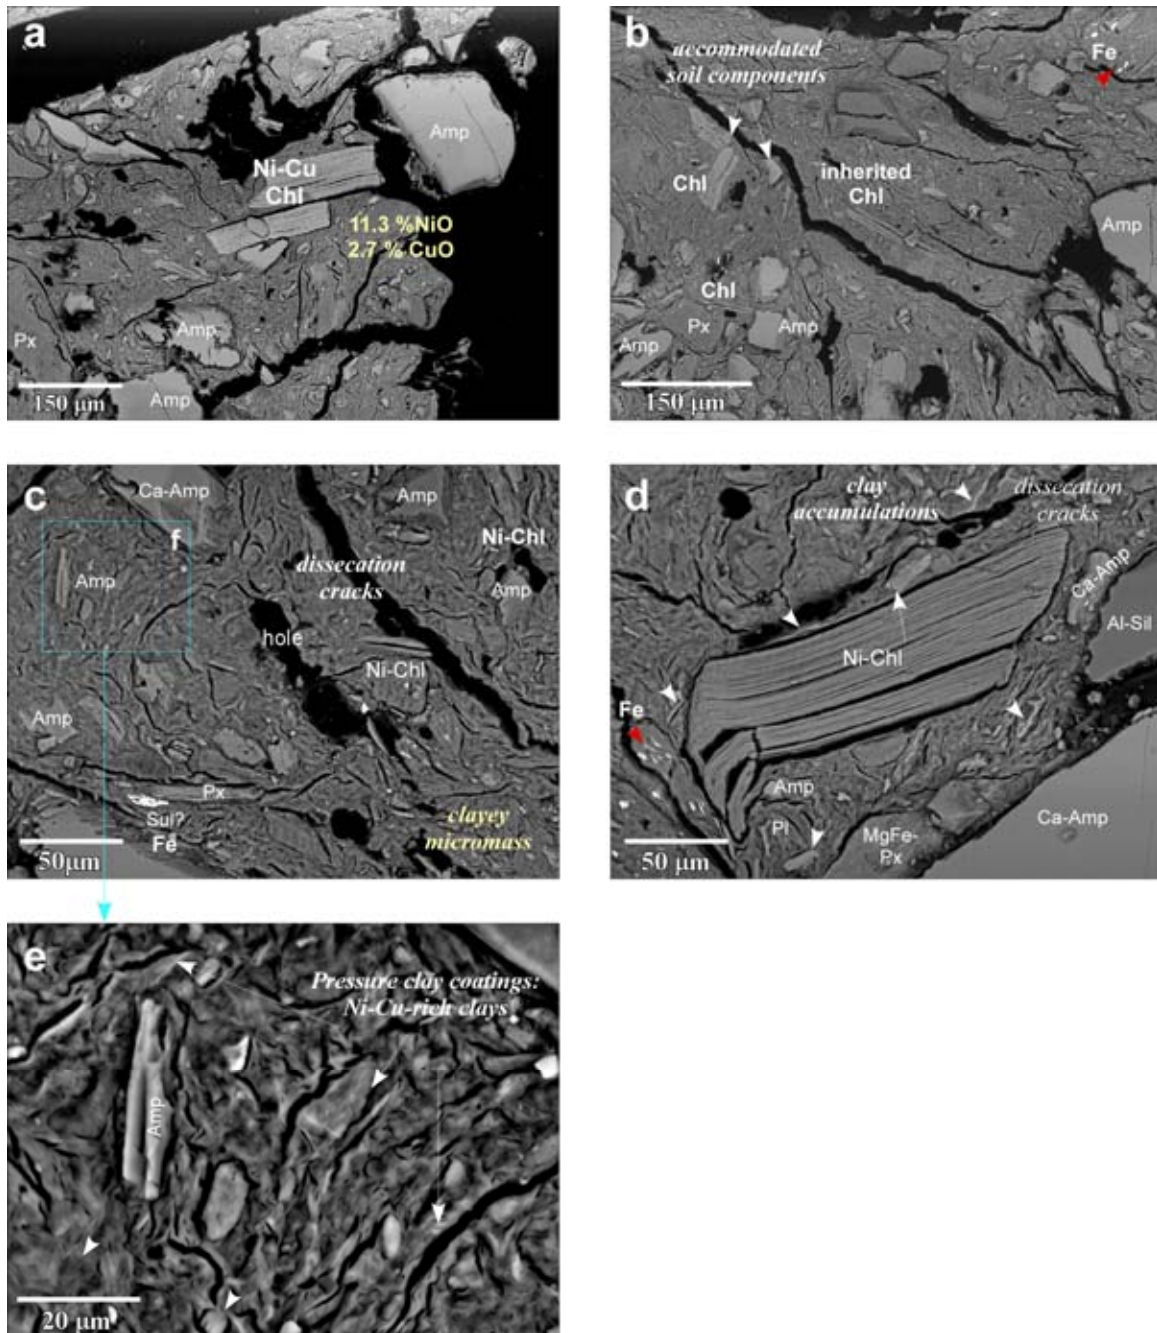 a
Amp
Ni-Cu
Chl
11.3 %NiO
2.7 % CuO
Amp
Px
Amp
150 μm
b
accommodated
soil components
Fe
Chl
inherited
Chl
Amp
Chl
Px
Amp
Amp
150 μm
c
Ca-Amp
Amp
f
Ni-Chl
Amp
Amp
dissecation
cracks
hole
Ni-Chl
Amp
Px
Sul?
Fe
clayey
micromass
50μm
d
clay
accumulations
dissecation
cracks
Ca-Amp
Al-Sil
Ni-Chl
Fe
Amp
Pl
MgFe-
Px
Ca-Amp
50 μm
e
Pressure clay coatings:
Ni-Cu-rich clays
Amp
20 μm